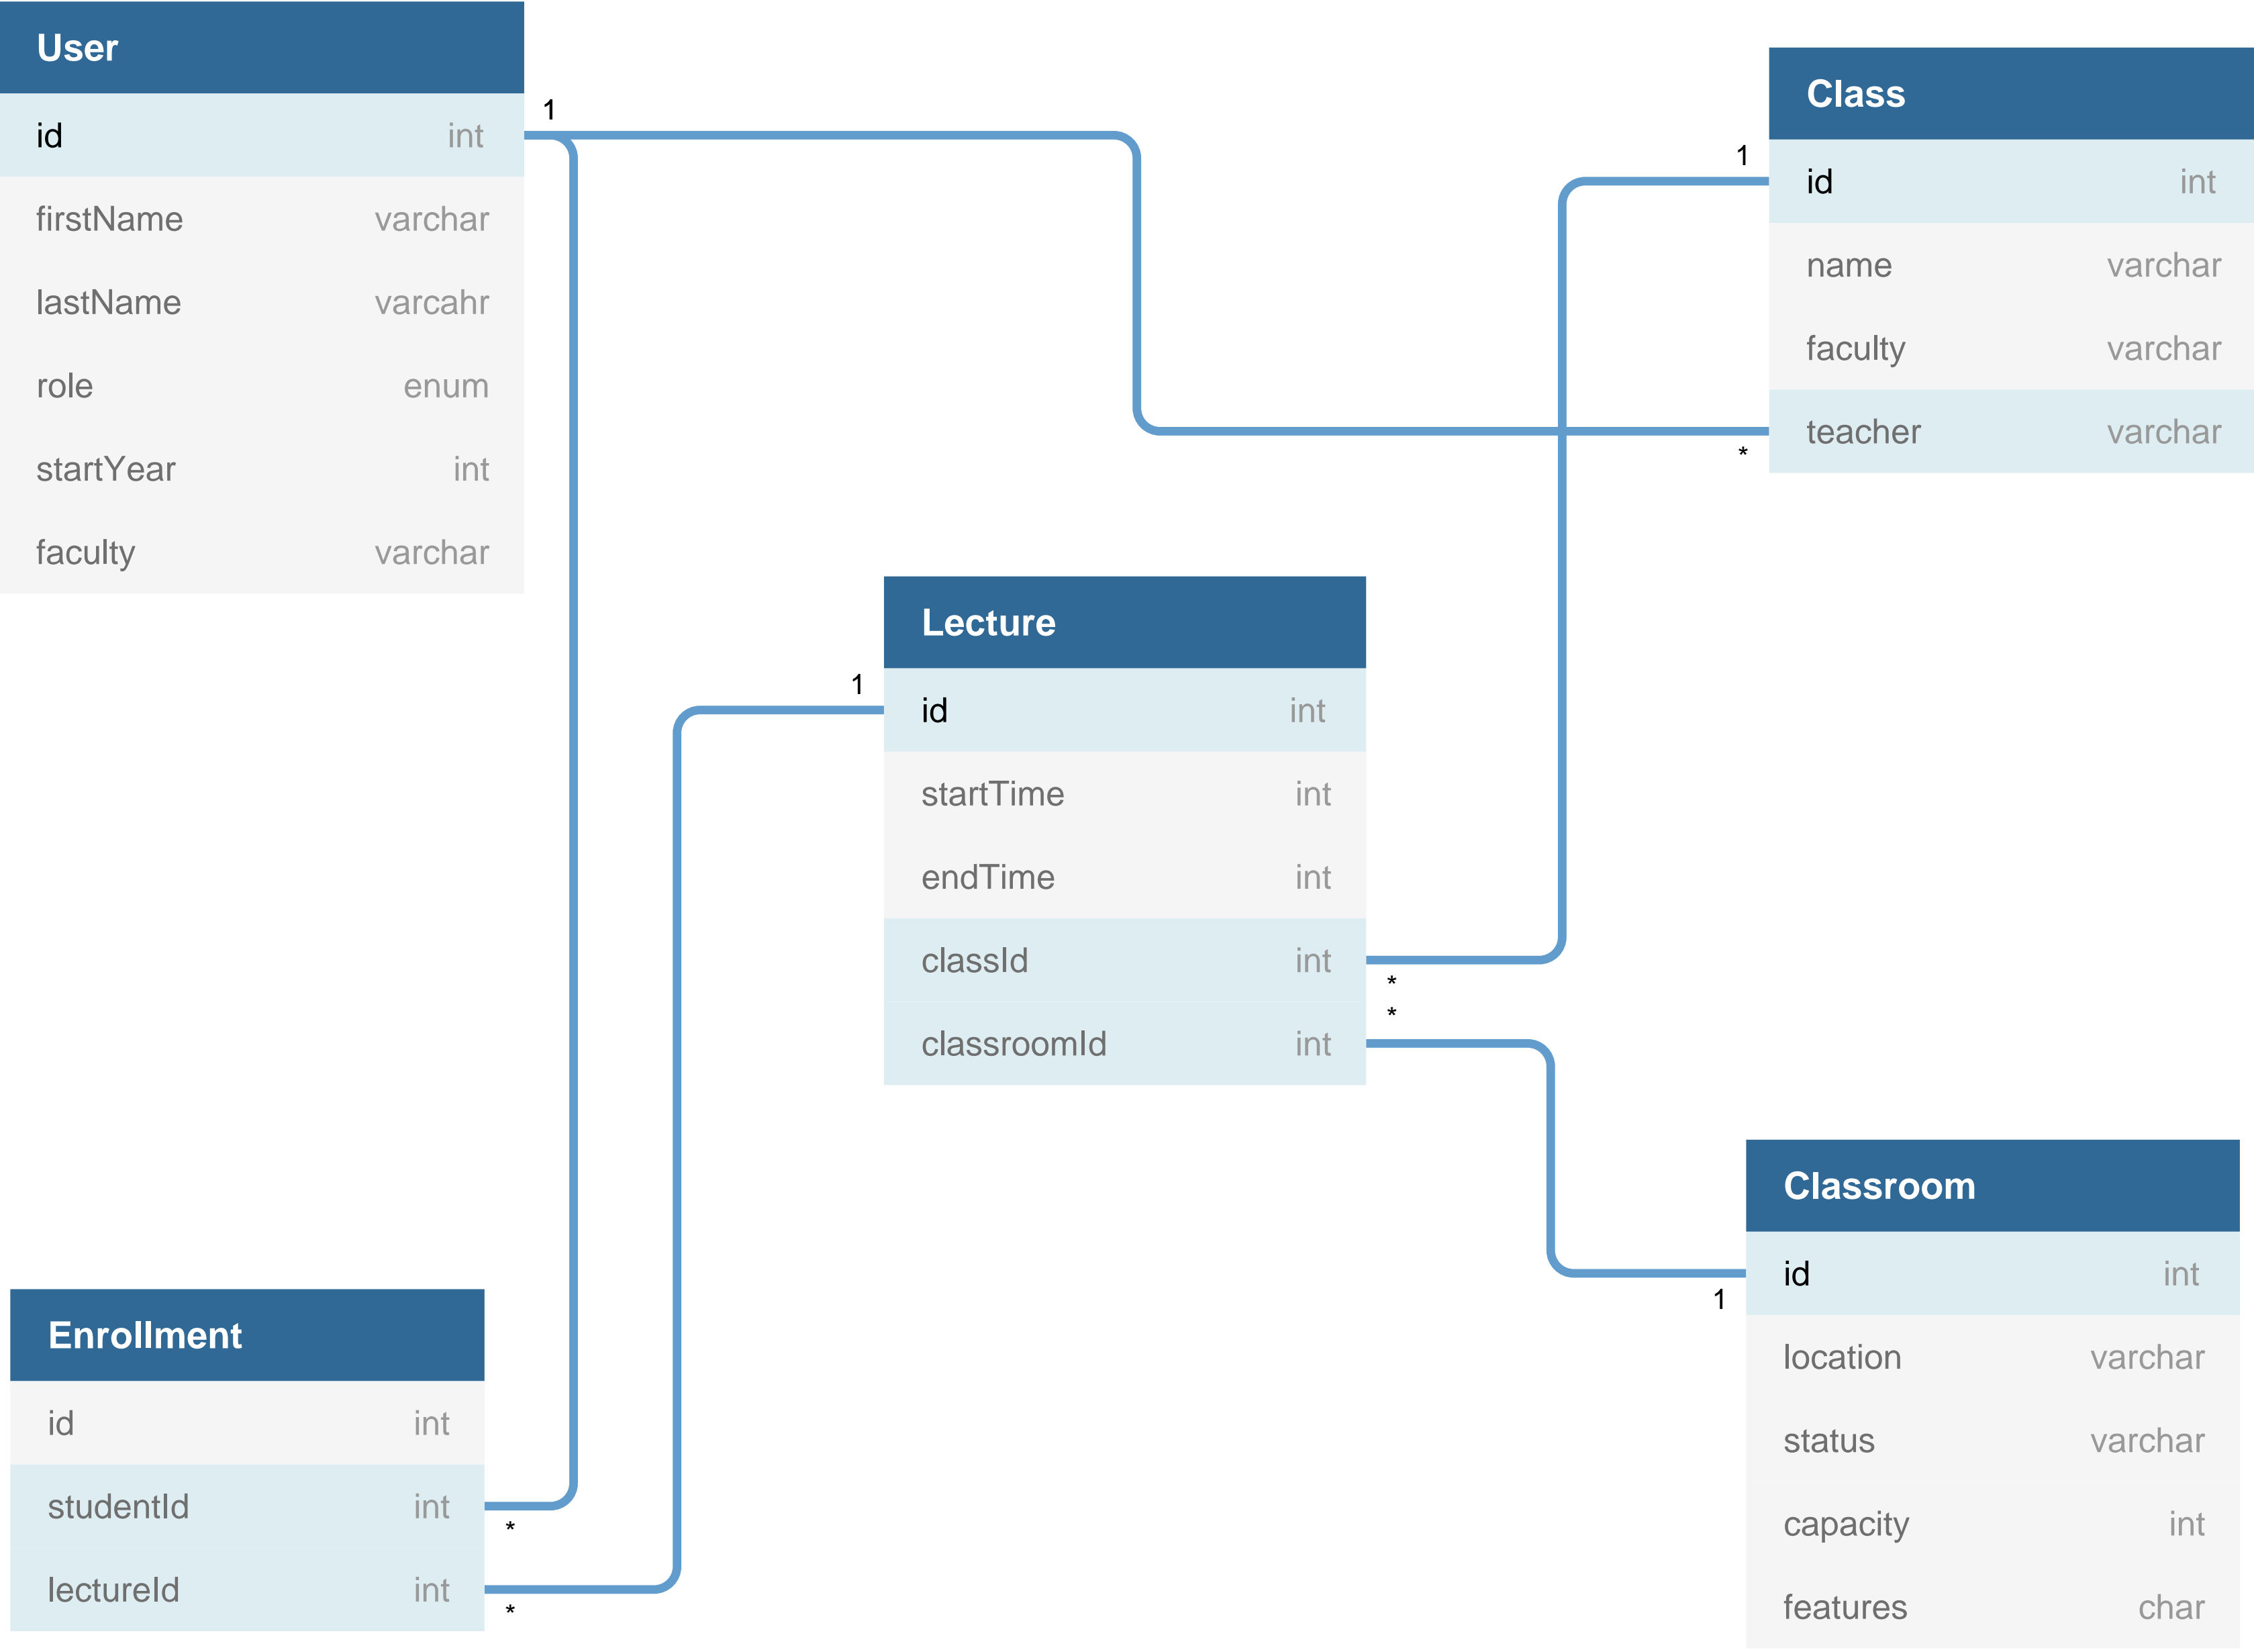 User
id int
firstName varchar
lastName varcahr
role enum
startYear int
faculty varchar
1
Class
id int
name varchar
faculty varchar
teacher varchar
1
*
Lecture
id int
startTime int
endTime int
classId int
classroomId int
1
*
*
Classroom
id int
location varchar
status varchar
capacity int
features char
1
Enrollment
id int
studentId int
lectureId int
*
*